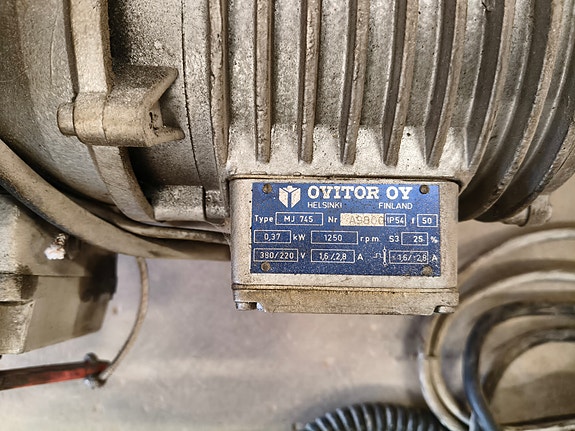 OVITOR OY
HELSINKI FINLAND
Type MJ 745 Nr IP54 f 50
0,37 kW 1250 r.p.m. S3 25 %
380/220 V 1,6/2,8 A 1,6/2,8 A